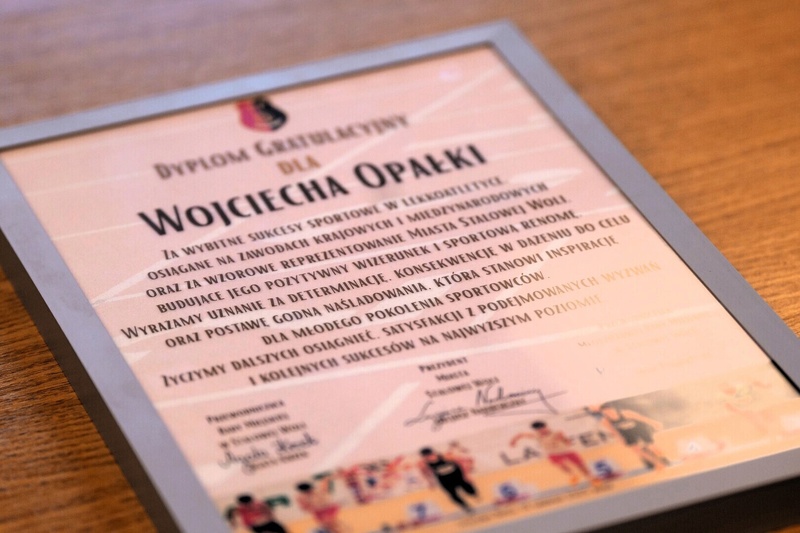 Dyplom Gratulacyjny
dla
Wojciecha Opałki
Za wybitne sukcesy sportowe w lekkoatletyce
osiągane na zawodach krajowych i międzynarodowych
oraz za wzorowe reprezentowanie Miasta Stalowej Woli,
budujące jego pozytywny wizerunek i sportową renomę.
Wyrażamy uznanie za determinację, konsekwencję w dążeniu do celu
oraz postawę godną naśladowania, która stanowi inspirację
dla młodego pokolenia sportowców.
Życzymy dalszych osiągnięć, satysfakcji z podejmowanych wyzwań
i kolejnych sukcesów na najwyższym poziomie.
Przewodnicząca
Rady Miejskiej
w Stalowej Woli
Prezydent
Miasta
Stalowej Woli